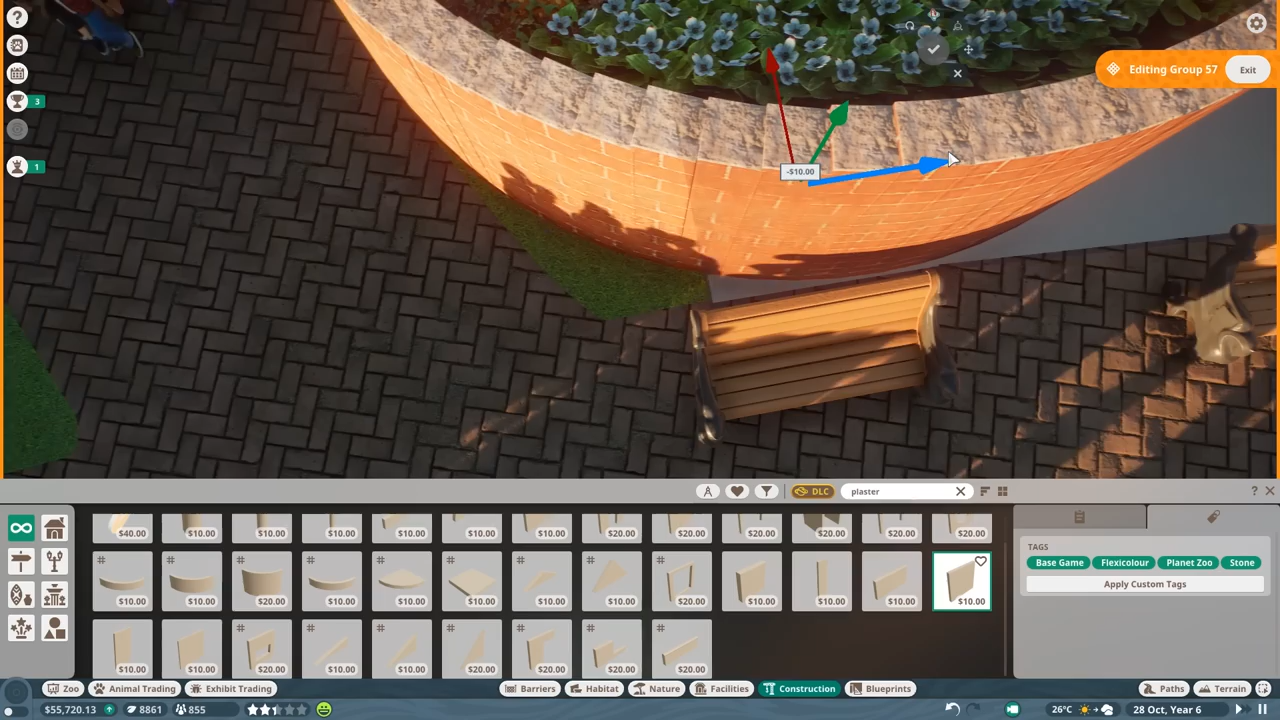 ?
3
1
Editing Group 57
Exit
-$10.00
DLC
plaster
?
$40.00
$10.00
$10.00
$10.00
$10.00
$10.00
$10.00
$20.00
$20.00
$20.00
$20.00
$20.00
$20.00
$10.00
$10.00
$20.00
$10.00
$10.00
$10.00
$10.00
$10.00
$20.00
$10.00
$10.00
$10.00
$10.00
$10.00
$10.00
$20.00
$10.00
$10.00
$10.00
$10.00
$20.00
$20.00
TAGS
Base Game
Flexicolour
Planet Zoo
Stone
Apply Custom Tags
Zoo
Animal Trading
Exhibit Trading
Barriers
Habitat
Nature
Facilities
Construction
Blueprints
Paths
Terrain
$55,720.13
8861
855
26°C
28 Oct, Year 6